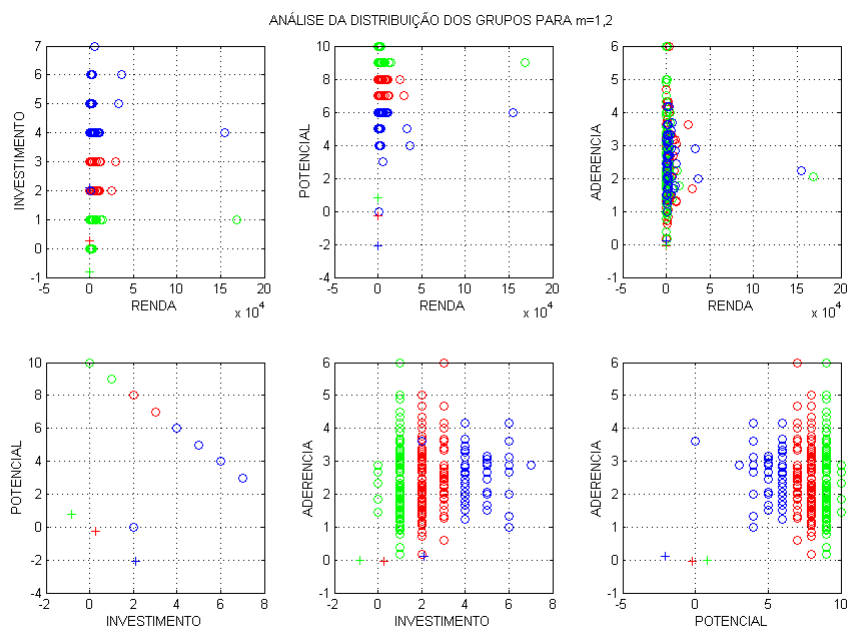 ANÁLISE DA DISTRIBUIÇÃO DOS GRUPOS PARA m=1,2
INVESTIMENTO
7
6
5
4
3
2
1
0
-1
-5 0 5 10 15 20
RENDA
x 10^4
POTENCIAL
10
8
6
4
2
0
-2
-4
-5 0 5 10 15 20
RENDA
x 10^4
ADERENCIA
6
5
4
3
2
1
0
-1
-5 0 5 10 15 20
RENDA
x 10^4
POTENCIAL
10
8
6
4
2
0
-2
-4
-2 0 2 4 6 8
INVESTIMENTO
ADERENCIA
6
5
4
3
2
1
0
-1
-2 0 2 4 6 8
INVESTIMENTO
ADERENCIA
6
5
4
3
2
1
0
-1
-5 0 5 10
POTENCIAL